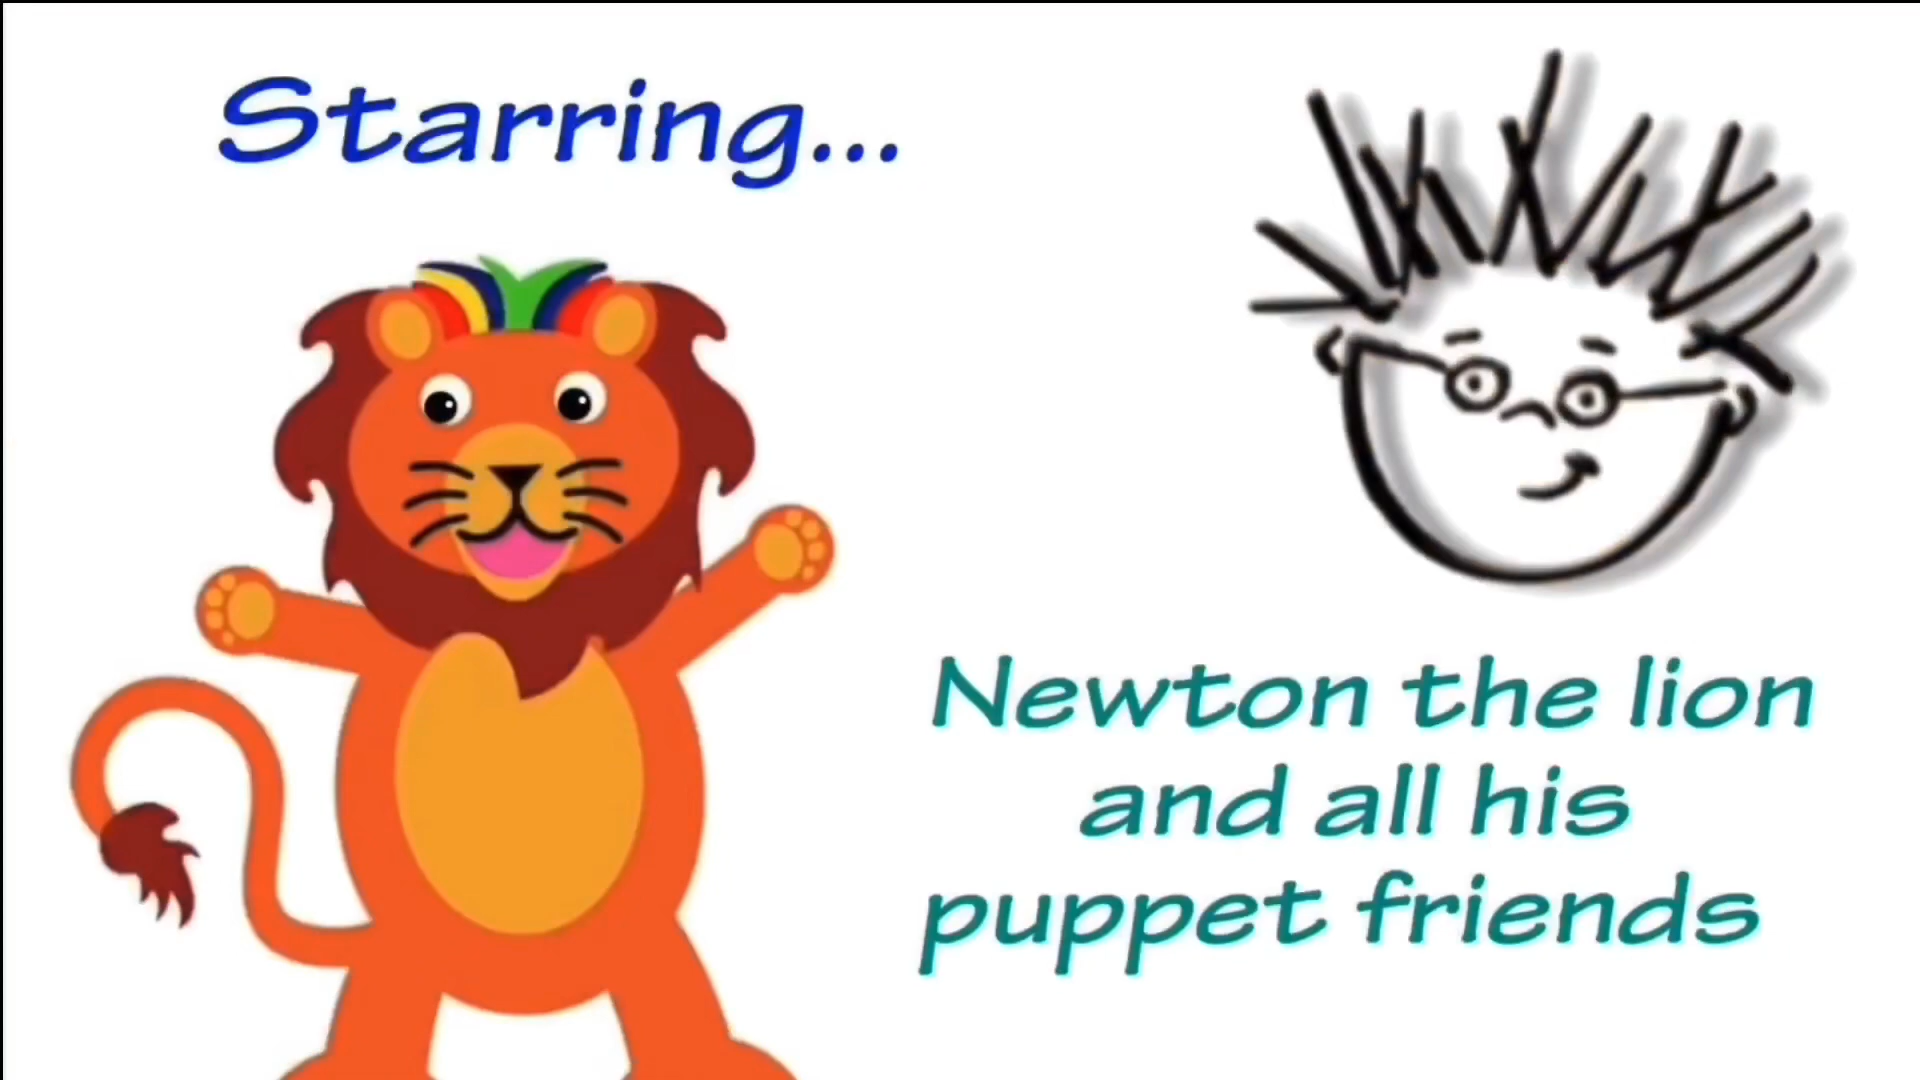 Starring...
Newton the lion
and all his
puppet friends